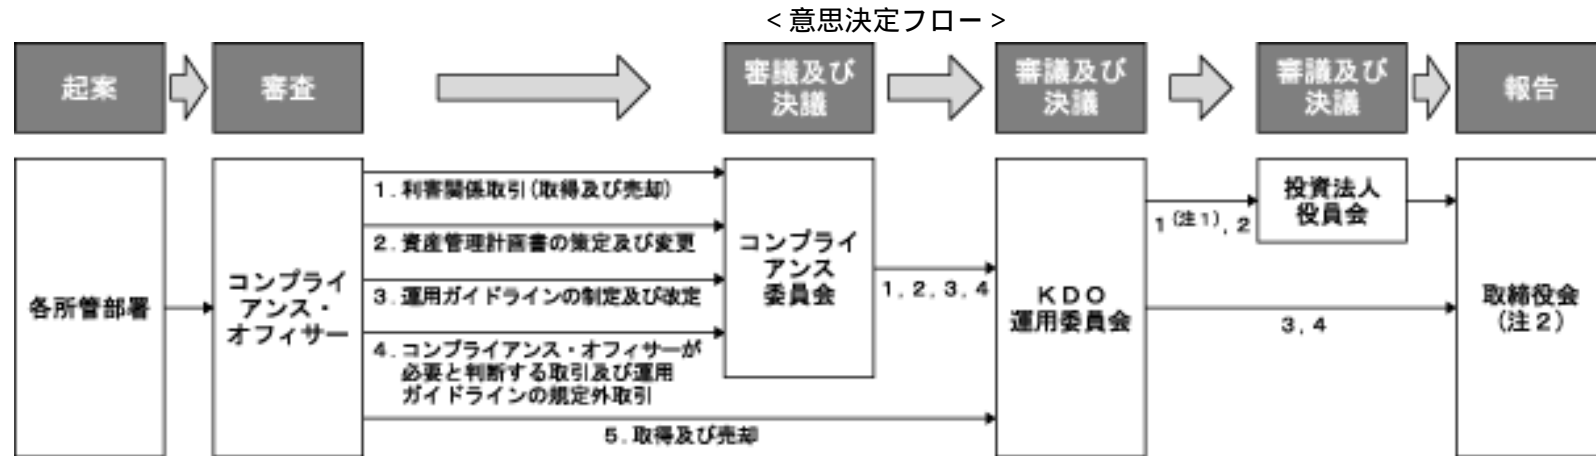 ＜意思決定フロー＞
起案
審査
審議及び
決議
審議及び
決議
審議及び
決議
報告
各所管部署
コンプライ
アンス・
オフィサー
1．利害関係取引（取得及び売却）
2．資産管理計画書の策定及び変更
3．運用ガイドラインの制定及び改定
4．コンプライアンス・オフィサーが
必要と判断する取引及び運用
ガイドラインの規定外取引
5．取得及び売却
コンプライ
アンス
委員会
1，2，3，4
ＫＤＯ
運用委員会
1（注1），2
3，4
投資法人
役員会
取締役会
（注2）